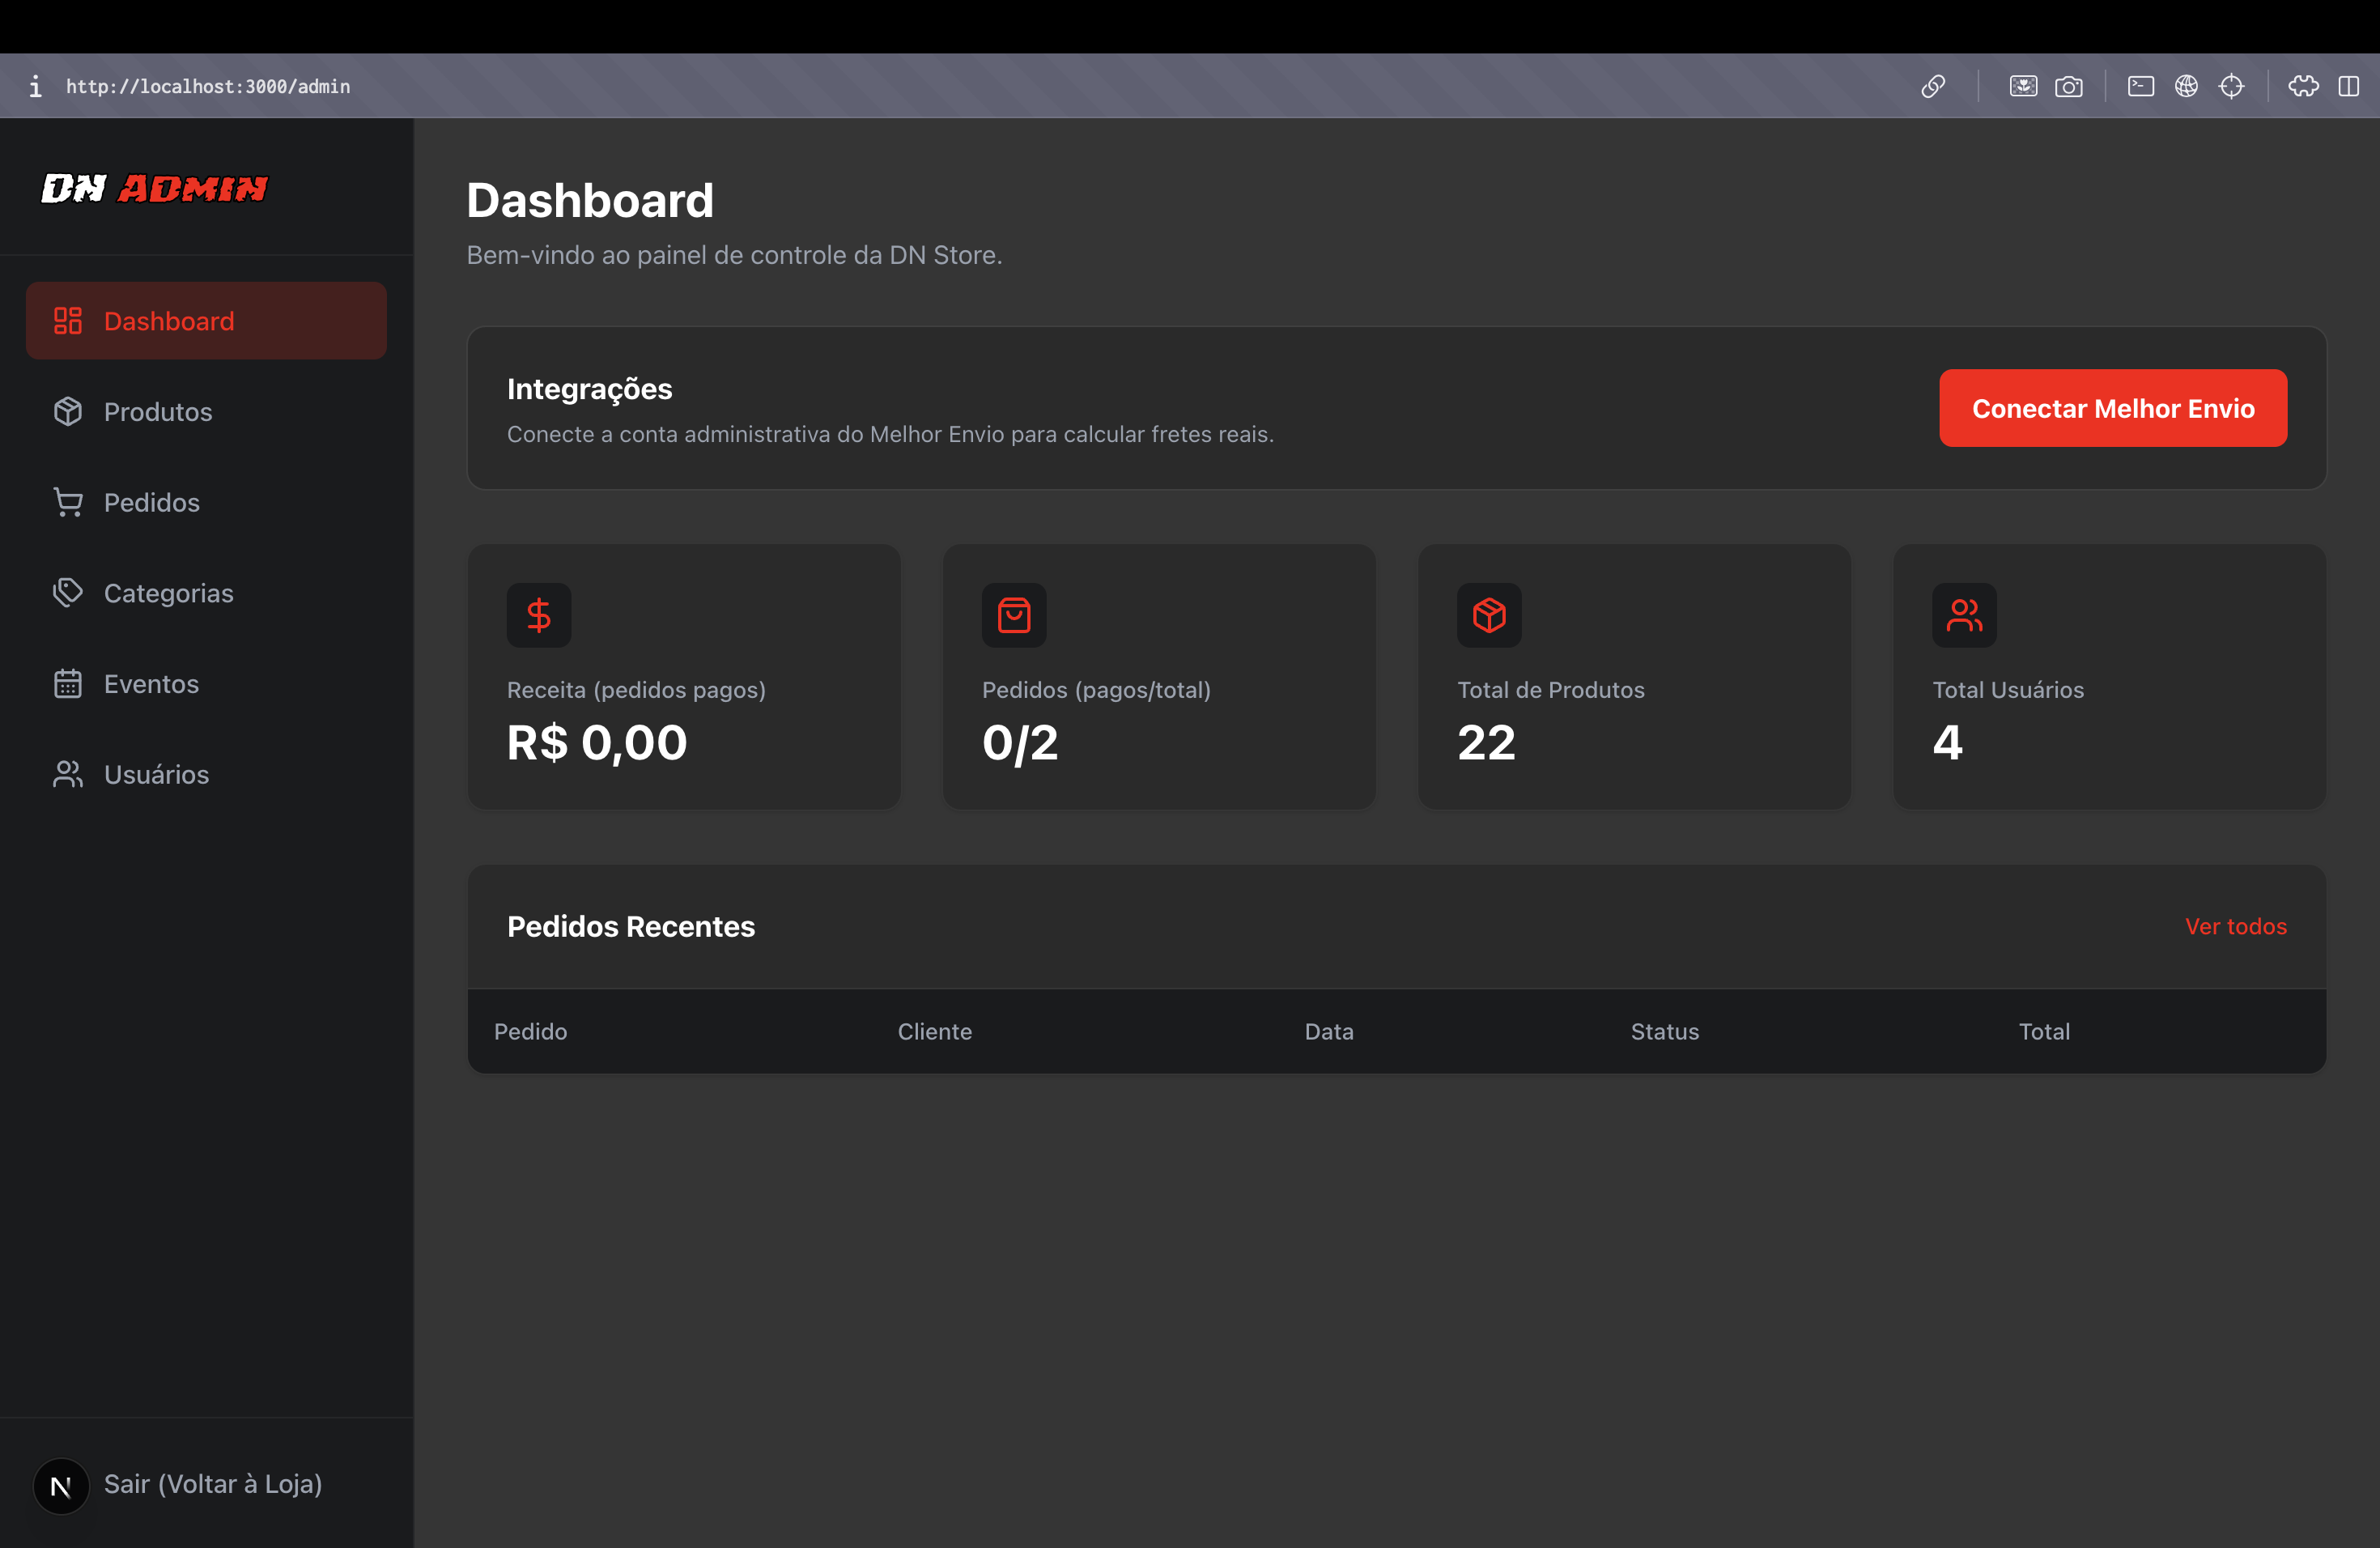 http://localhost:3000/admin
DN ADMIN
Dashboard
Produtos
Pedidos
Categorias
Eventos
Usuários
N
Sair (Voltar à Loja)
Dashboard
Bem-vindo ao painel de controle da DN Store.
Integrações
Conecte a conta administrativa do Melhor Envio para calcular fretes reais.
Conectar Melhor Envio
Receita (pedidos pagos)
R$ 0,00
Pedidos (pagos/total)
0/2
Total de Produtos
22
Total Usuários
4
Pedidos Recentes
Ver todos
Pedido Cliente Data Status Total